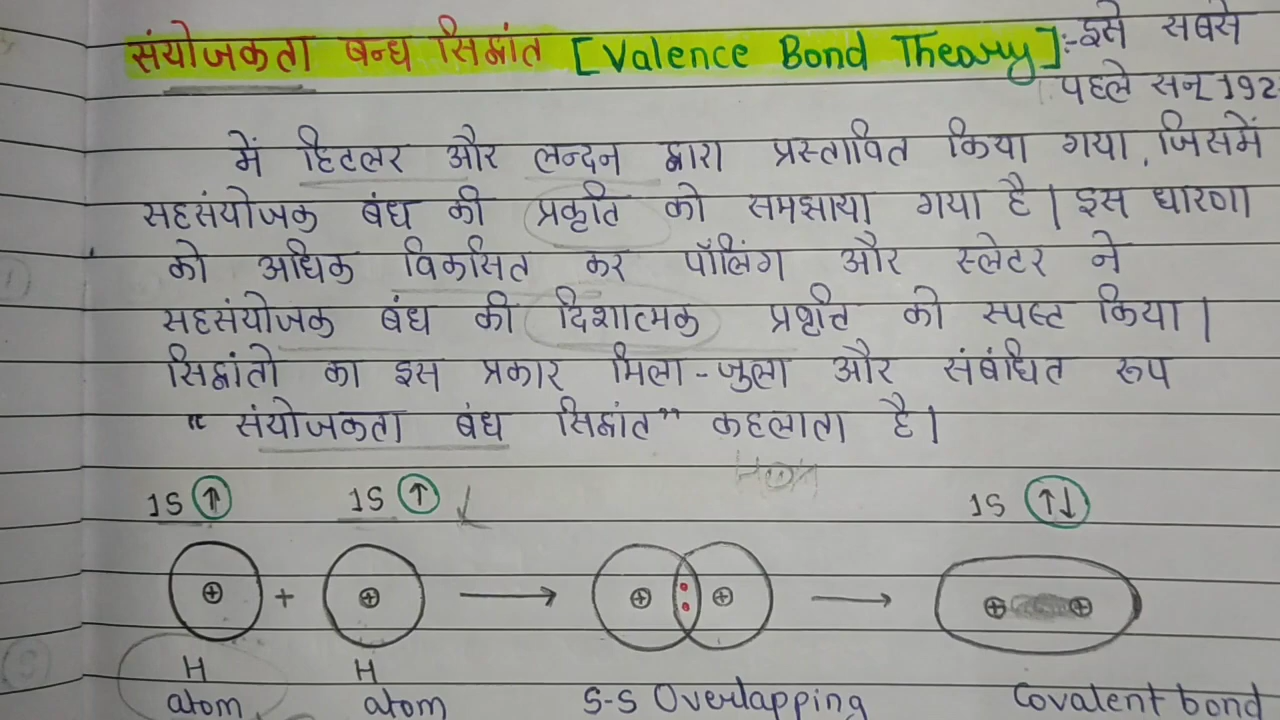 संयोजकता बन्ध सिद्धांत [Valence Bond Theory]:-इसे सबसे
पहले सन् 192
में हिटलर और लन्दन द्वारा प्रस्तावित किया गया, जिसमें
सहसंयोजक बंध की प्रकृति को समझाया गया है। इस धारणा
को अधिक विकसित कर पॉलिंग और स्लेटर ने
सहसंयोजक बंध की दिशात्मक प्रकृति को स्पष्ट किया।
सिद्धांतो का इस प्रकार मिला-जुला और संबंधित रूप
"संयोजकता बंध सिद्धांत" कहलाता है।
1S ↑ 1S ↑ 1S ↑↓
⊕ + ⊕ → ⊕ : ⊕ → ⊕ ⊕
H H
atom atom S-S Overlapping Covalent bond